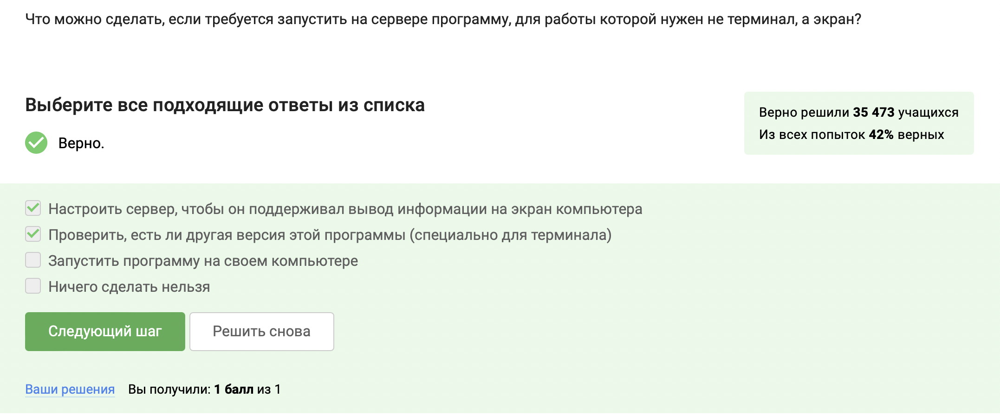 Что можно сделать, если требуется запустить на сервере программу, для работы которой нужен не терминал, а экран?
Выберите все подходящие ответы из списка
Верно.
Верно решили 35 473 учащихся
Из всех попыток 42% верных
Настроить сервер, чтобы он поддерживал вывод информации на экран компьютера
Проверить, есть ли другая версия этой программы (специально для терминала)
Запустить программу на своем компьютере
Ничего сделать нельзя
Следующий шаг
Решить снова
Ваши решения Вы получили: 1 балл из 1